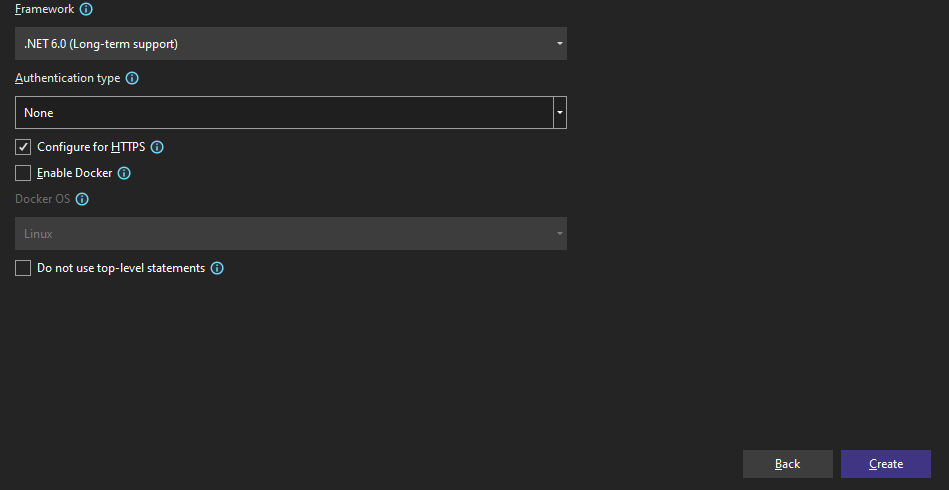 Framework
.NET 6.0 (Long-term support)
Authentication type
None
Configure for HTTPS
Enable Docker
Docker OS
Linux
Do not use top-level statements
Back
Create